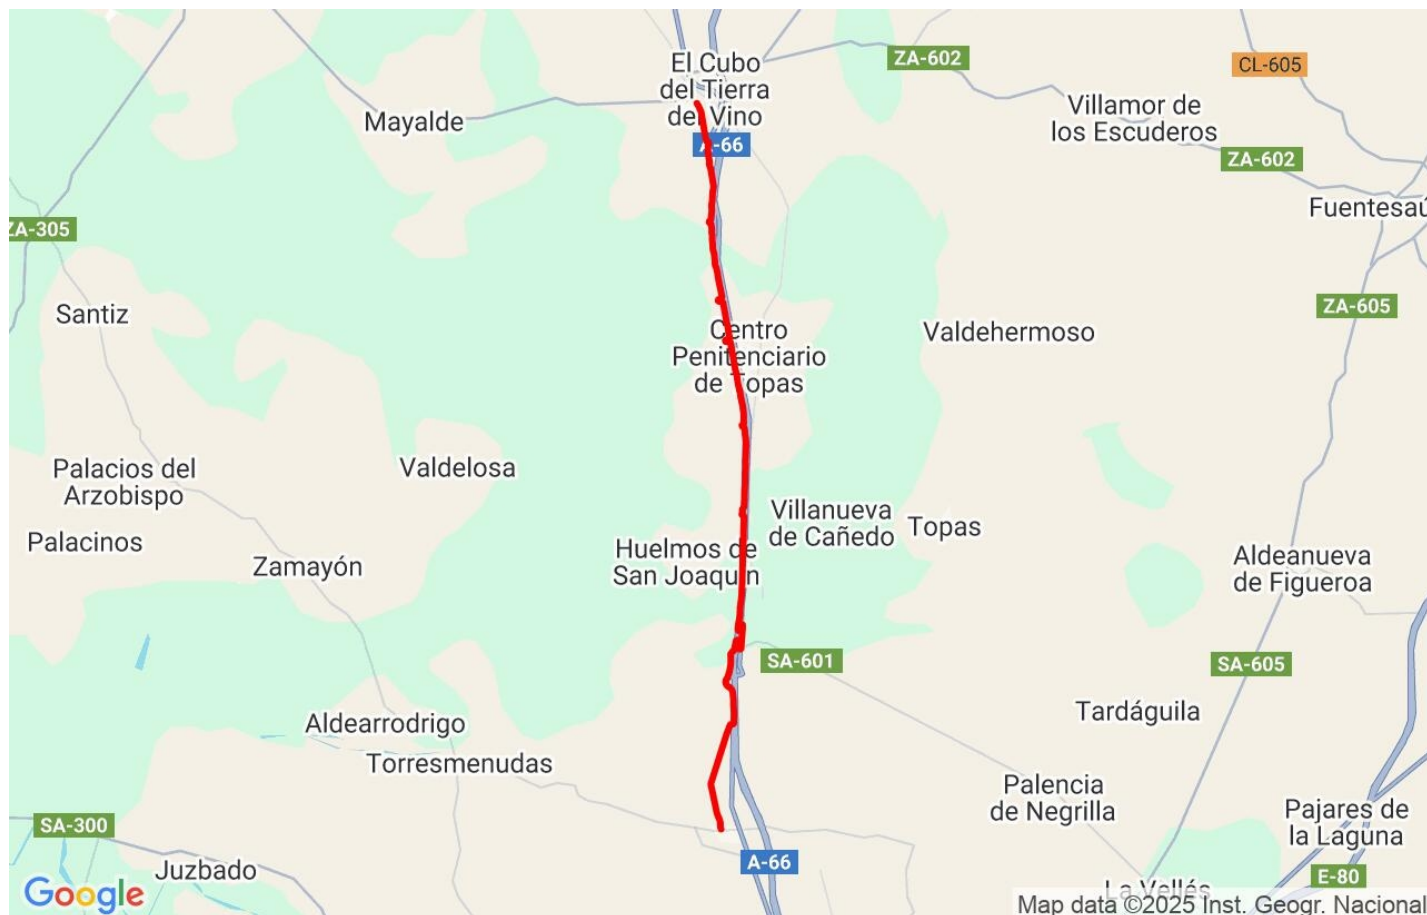 El Cubo
del Tierra
del Vino
ZA-602
CL-605
Mayalde
Villamor de
los Escuderos
A-66
ZA-602
Fuentesaú
ZA-305
Santiz
ZA-605
Centro
Penitenciario
de Topas
Valdehermoso
Palacios del
Arzobispo
Valdelosa
Villanueva
de Cañedo
Topas
Palacinos
Huelmos de
San Joaquín
Zamayón
Aldeanueva
de Figueroa
SA-601
SA-605
Aldearrodrigo
Tardáguila
Torresmenudas
Palencia
de Negrilla
Pajares de
la Laguna
SA-300
A-66
Juzbado
E-80
La Vellés
Google
Map data ©2025 Inst. Geogr. Nacional